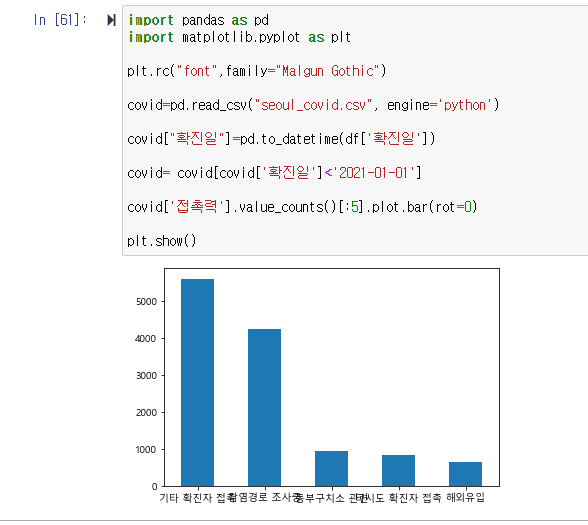 In [61]:
import pandas as pd
import matplotlib.pyplot as plt
plt.rc("font",family="Malgun Gothic")
covid=pd.read_csv("seoul_covid.csv", engine='python')
covid["확진일"]=pd.to_datetime(df['확진일'])
covid= covid[covid['확진일']<'2021-01-01']
covid['접촉력'].value_counts()[:5].plot.bar(rot=0)
plt.show()
5000
4000
3000
2000
1000
0
기타 확진자 접촉 감염경로 조사중 동부구치소 관련 타시도 확진자 접촉 해외유입